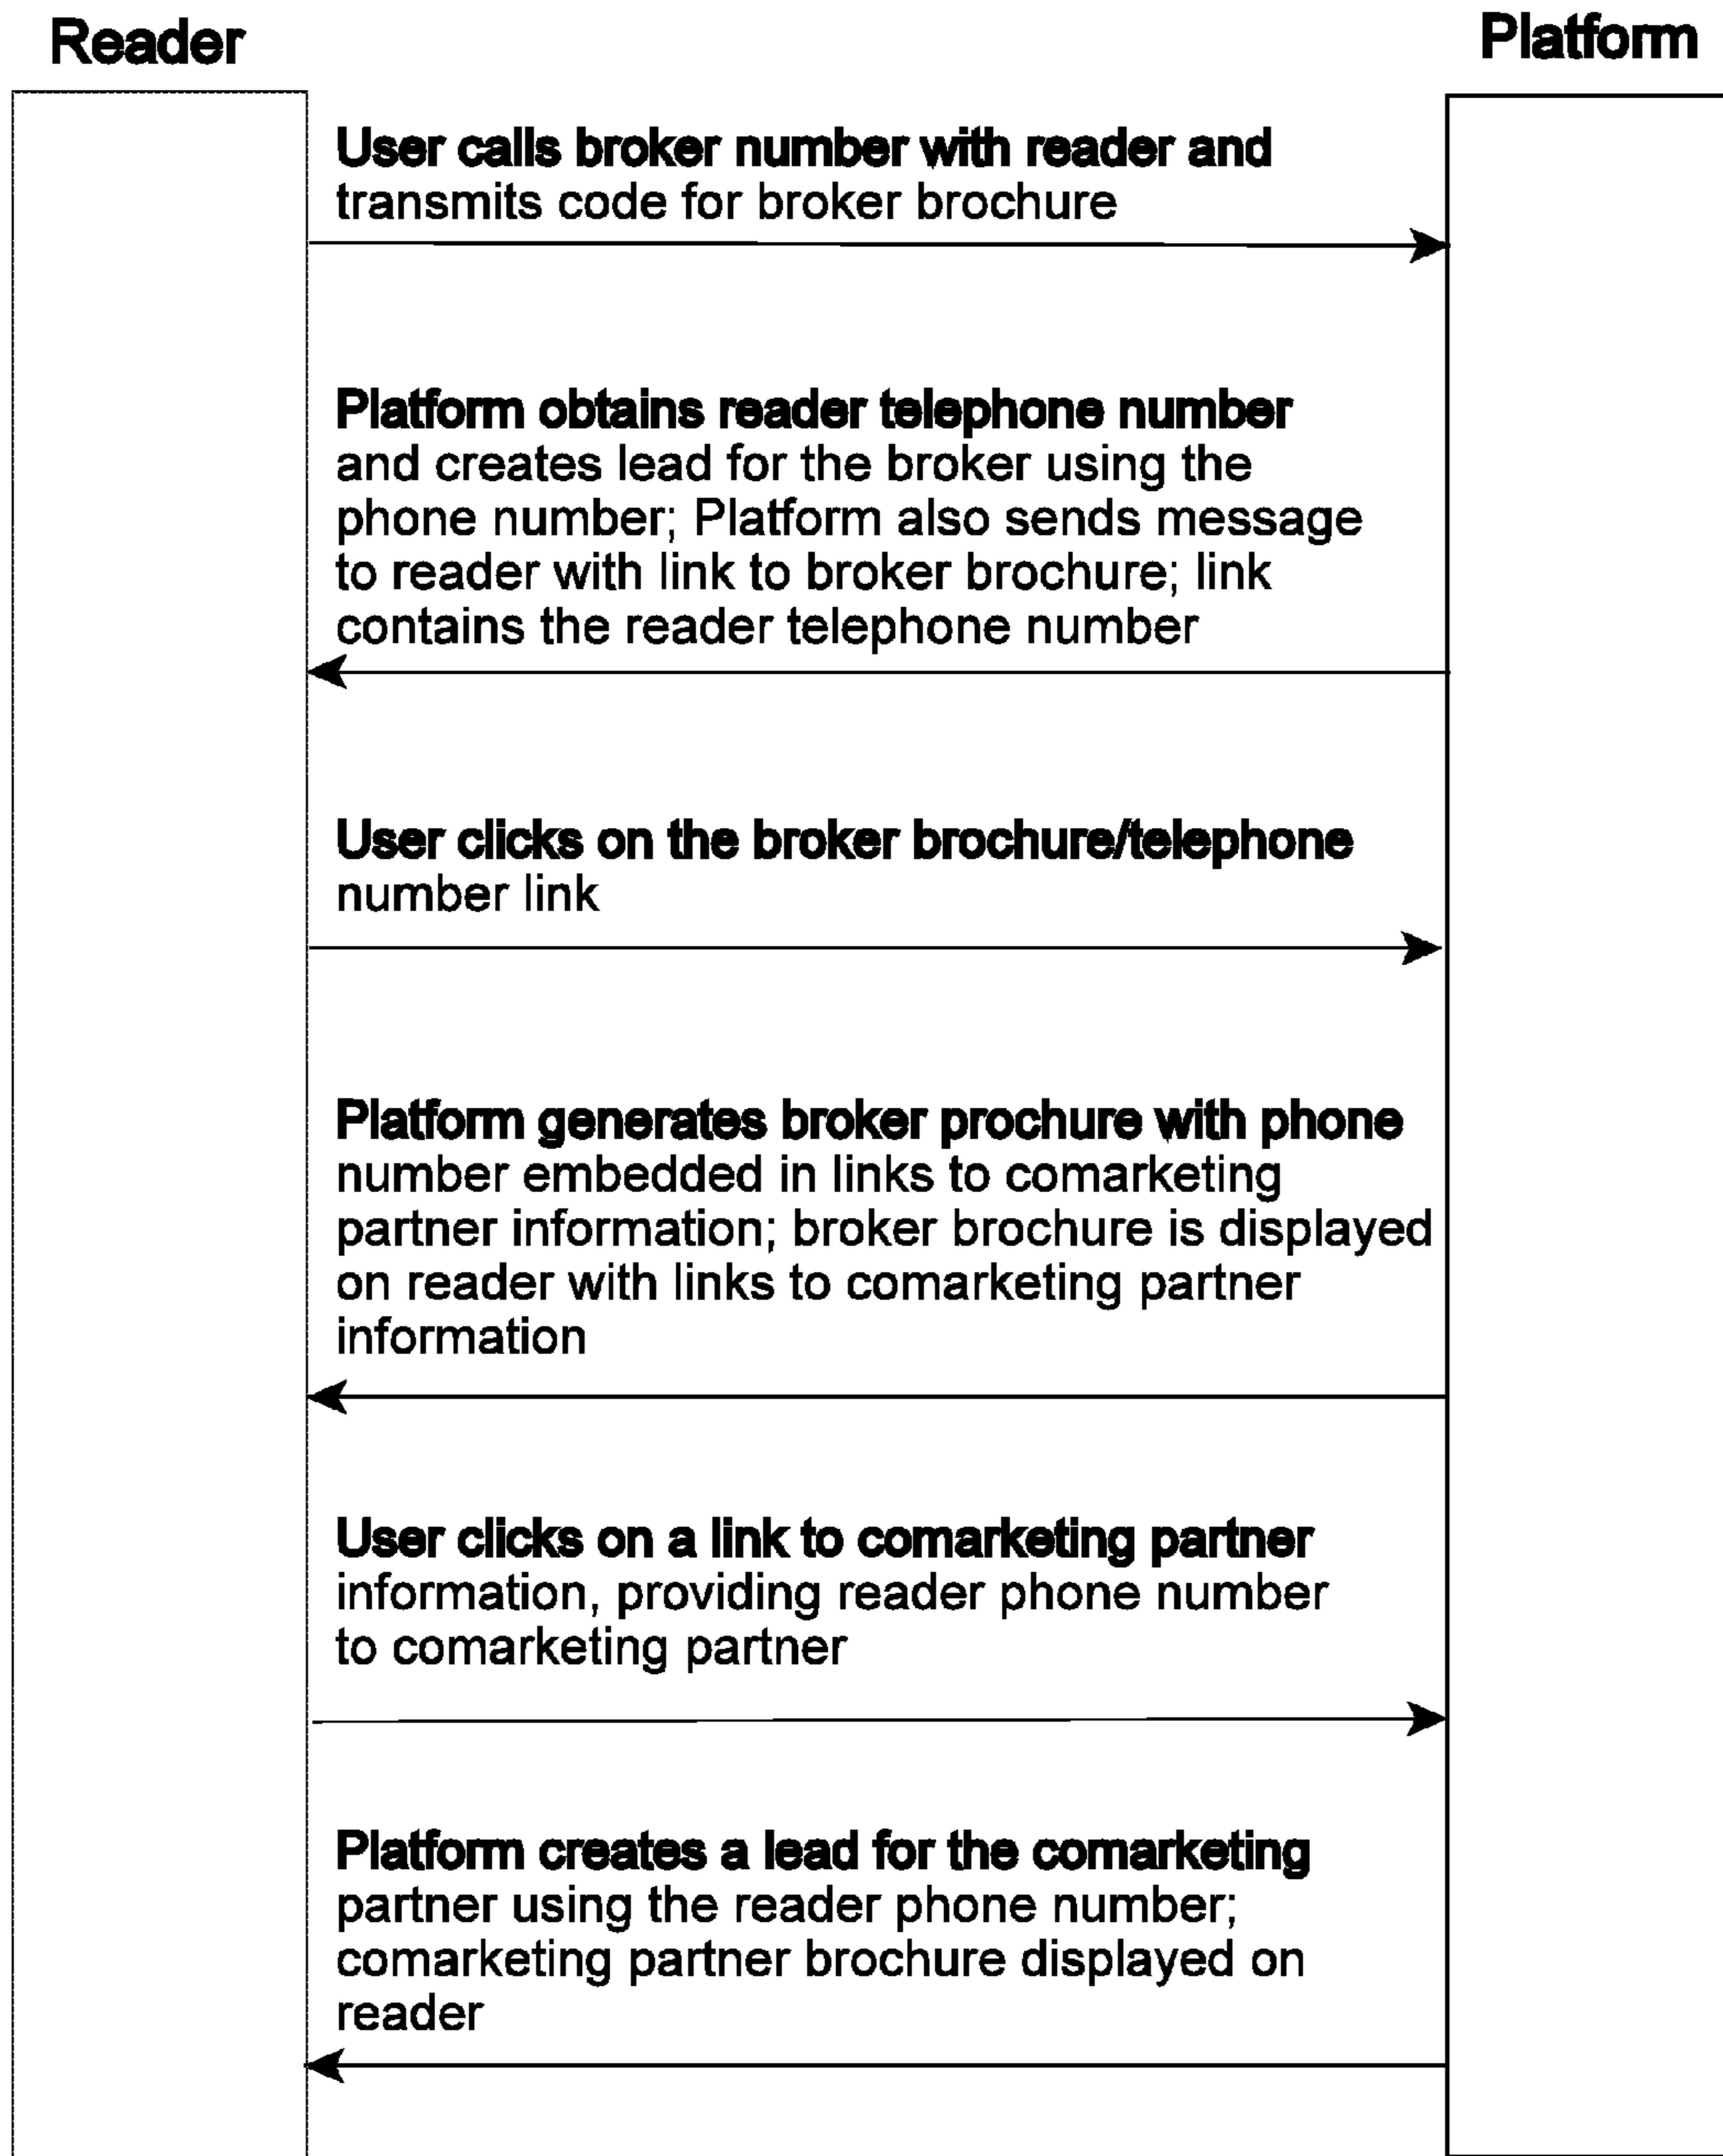 Reader
Platform
User calls broker number with reader and
transmits code for broker brochure
Platform obtains reader telephone number
and creates lead for the broker using the
phone number; Platform also sends message
to reader with link to broker brochure; link
contains the reader telephone number
User clicks on the broker brochure/telephone
number link
Platform generates broker prochure with phone
number embedded in links to comarketing
partner information; broker brochure is displayed
on reader with links to comarketing partner
information
User clicks on a link to comarketing partner
information, providing reader phone number
to comarketing partner
Platform creates a lead for the comarketing
partner using the reader phone number;
comarketing partner brochure displayed on
reader